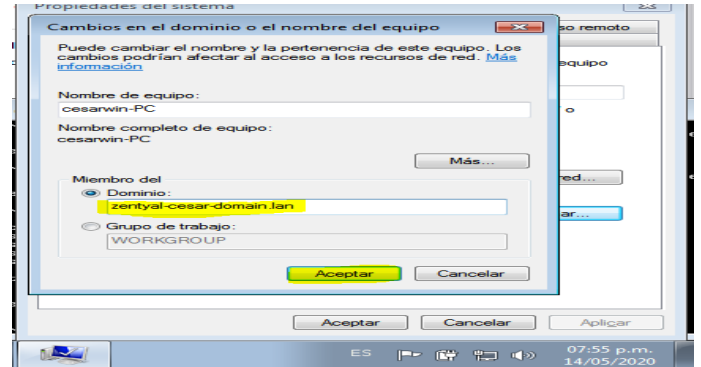 Propiedades del sistema
Cambios en el dominio o el nombre del equipo
so remoto
Puede cambiar el nombre y la pertenencia de este equipo. Los
cambios podrían afectar al acceso a los recursos de red. Más
información
equipo
Nombre de equipo:
cesarwin-PC
o
Nombre completo de equipo:
cesarwin-PC
Más...
red...
Miembro del
Dominio:
zentyal-cesar-domain.lan
ar...
Grupo de trabajo:
WORKGROUP
Aceptar
Cancelar
Aceptar
Cancelar
Aplicar
ES
07:55 p.m.
14/05/2020